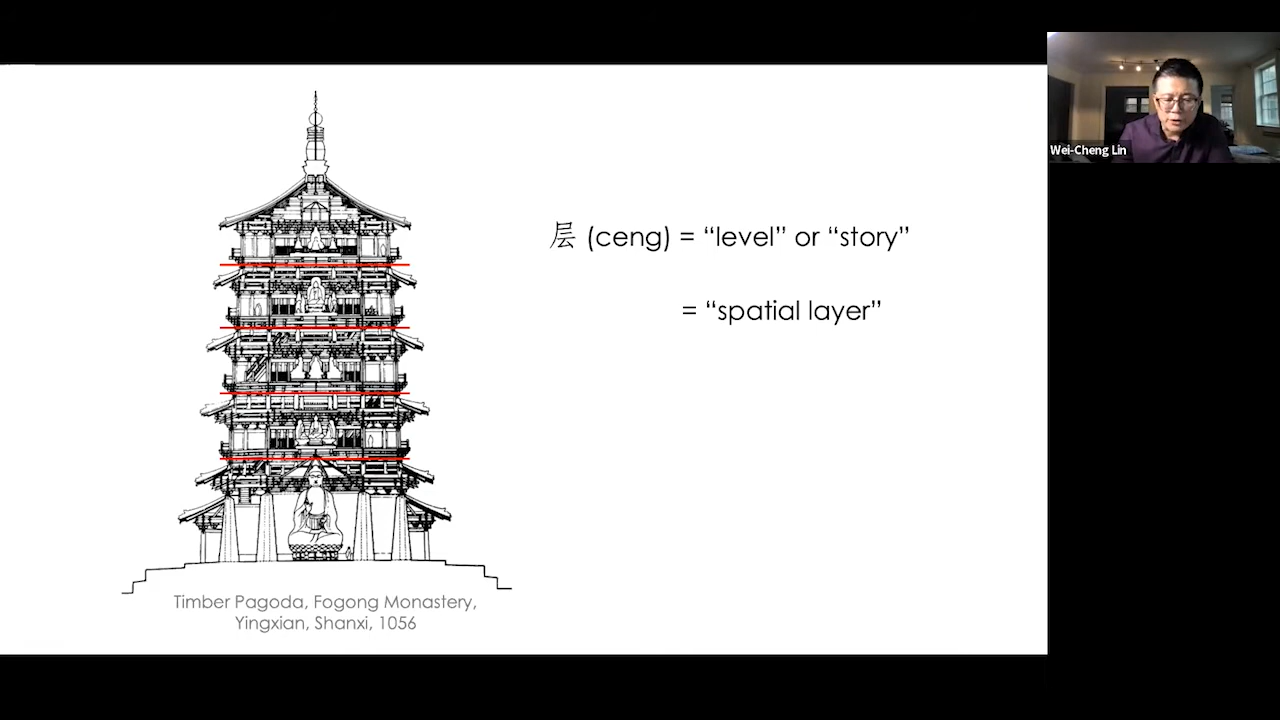 层 (ceng) = “level” or “story”
= “spatial layer”
Timber Pagoda, Fogong Monastery,
Yingxian, Shanxi, 1056
Wei-Cheng Lin